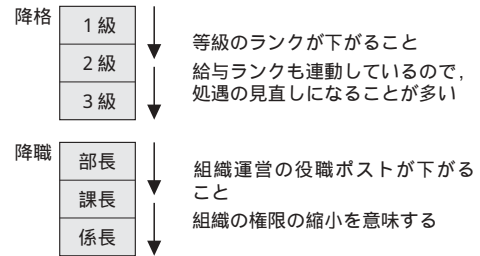 降格
1級
2級
3級
等級のランクが下がること
給与ランクも連動しているので，
処遇の見直しになることが多い
降職
部長
課長
係長
組織運営の役職ポストが下がる
こと
組織の権限の縮小を意味する